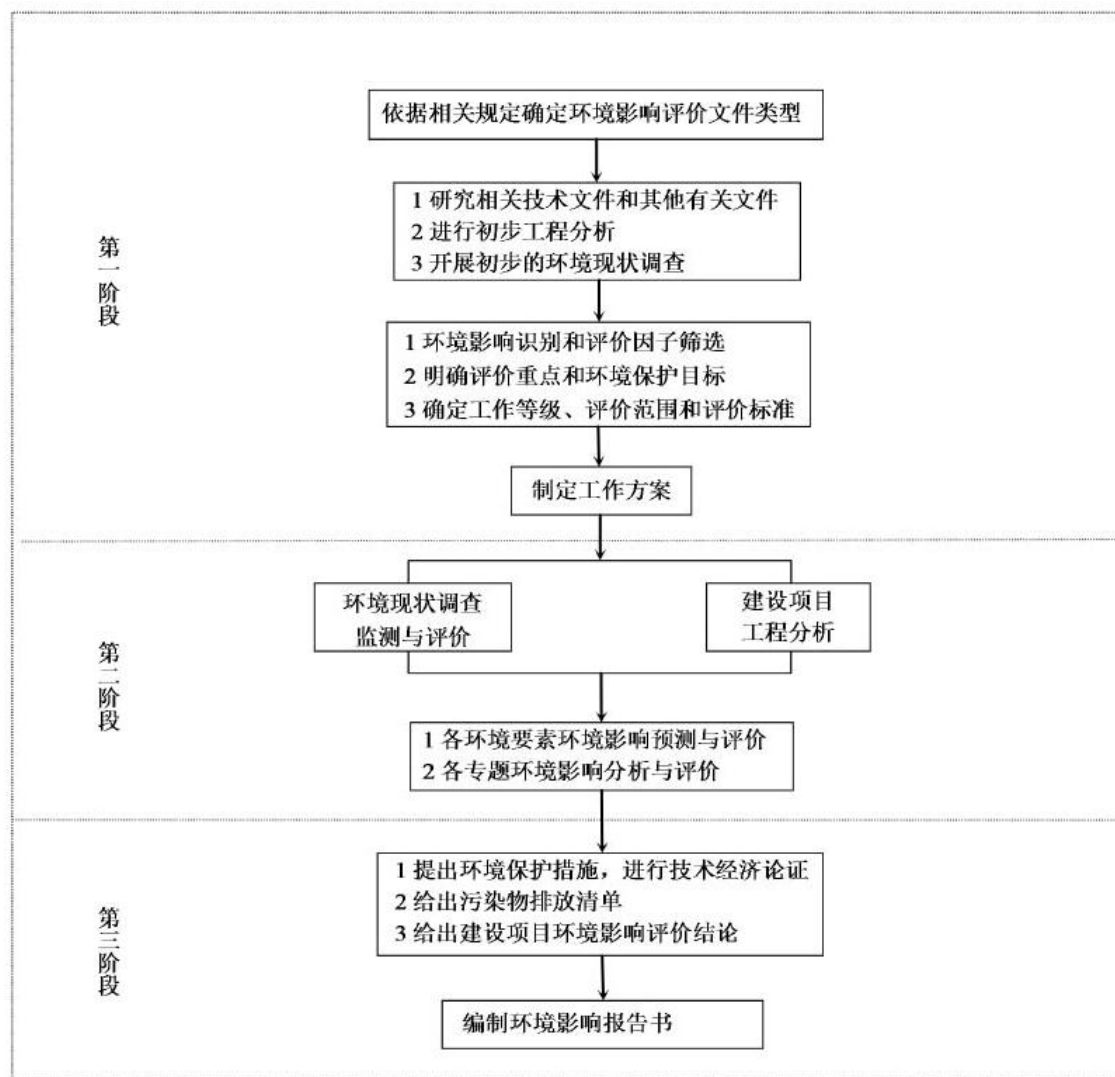 依据相关规定确定环境影响评价文件类型
1 研究相关技术文件和其他有关文件
2 进行初步工程分析
3 开展初步的环境现状调查
第一阶段
1 环境影响识别和评价因子筛选
2 明确评价重点和环境保护目标
3 确定工作等级、评价范围和评价标准
制定工作方案
环境现状调查
监测与评价
建设项目
工程分析
第二阶段
1 各环境要素环境影响预测与评价
2 各专题环境影响分析与评价
1 提出环境保护措施，进行技术经济论证
2 给出污染物排放清单
3 给出建设项目环境影响评价结论
第三阶段
编制环境影响报告书